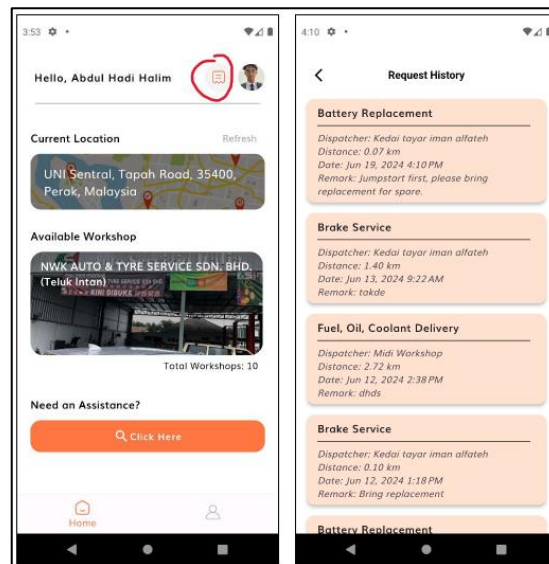 3:53
Hello, Abdul Hadi Halim
Current Location
Refresh
UNI Sentral, Tapah Road, 35400,
Perak, Malaysia
Available Workshop
NWK AUTO & TYRE SERVICE SDN. BHD.
(Teluk Intan)
KINI DIBUKA
Total Workshops: 10
Need an Assistance?
Click Here
Home
4:10
Request History
Battery Replacement
Dispatcher: Kedai tayar iman alfateh
Distance: 0.07 km
Date: Jun 19, 2024 4:10 PM
Remark: Jumpstart first, please bring
replacement for spare.
Brake Service
Dispatcher: Kedai tayar iman alfateh
Distance: 1.40 km
Date: Jun 13, 2024 9:22 AM
Remark: takde
Fuel, Oil, Coolant Delivery
Dispatcher: Midi Workshop
Distance: 2.72 km
Date: Jun 12, 2024 2:38 PM
Remark: dhds
Brake Service
Dispatcher: Kedai tayar iman alfateh
Distance: 0.10 km
Date: Jun 12, 2024 1:18 PM
Remark: Bring replacement
Battery Replacement